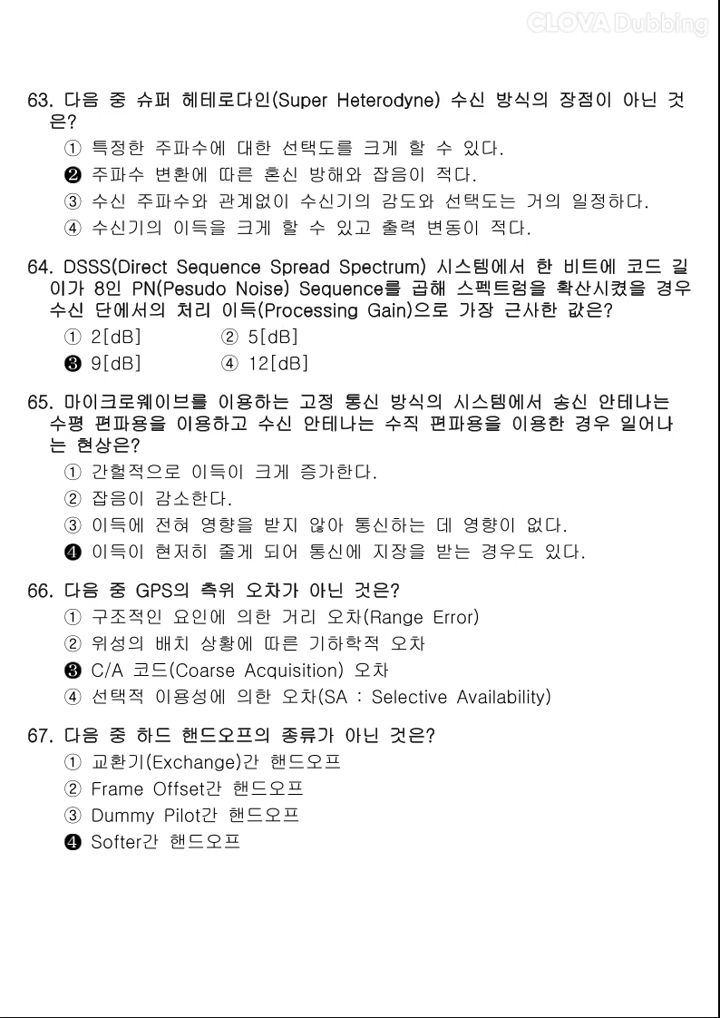 CLOVA Dubbing
63. 다음 중 슈퍼 헤테로다인(Super Heterodyne) 수신 방식의 장점이 아닌 것
은?
① 특정한 주파수에 대한 선택도를 크게 할 수 있다.
❷ 주파수 변환에 따른 혼신 방해와 잡음이 적다.
③ 수신 주파수와 관계없이 수신기의 감도와 선택도는 거의 일정하다.
④ 수신기의 이득을 크게 할 수 있고 출력 변동이 적다.
64. DSSS(Direct Sequence Spread Spectrum) 시스템에서 한 비트에 코드 길
이가 8인 PN(Pesudo Noise) Sequence를 곱해 스펙트럼을 확산시켰을 경우
수신 단에서의 처리 이득(Processing Gain)으로 가장 근사한 값은?
① 2[dB] ② 5[dB]
❸ 9[dB] ④ 12[dB]
65. 마이크로웨이브를 이용하는 고정 통신 방식의 시스템에서 송신 안테나는
수평 편파용을 이용하고 수신 안테나는 수직 편파용을 이용한 경우 일어나
는 현상은?
① 간헐적으로 이득이 크게 증가한다.
② 잡음이 감소한다.
③ 이득에 전혀 영향을 받지 않아 통신하는 데 영향이 없다.
❹ 이득이 현저히 줄게 되어 통신에 지장을 받는 경우도 있다.
66. 다음 중 GPS의 측위 오차가 아닌 것은?
① 구조적인 요인에 의한 거리 오차(Range Error)
② 위성의 배치 상황에 따른 기하학적 오차
❸ C/A 코드(Coarse Acquisition) 오차
④ 선택적 이용성에 의한 오차(SA : Selective Availability)
67. 다음 중 하드 핸드오프의 종류가 아닌 것은?
① 교환기(Exchange)간 핸드오프
② Frame Offset간 핸드오프
③ Dummy Pilot간 핸드오프
❹ Softer간 핸드오프